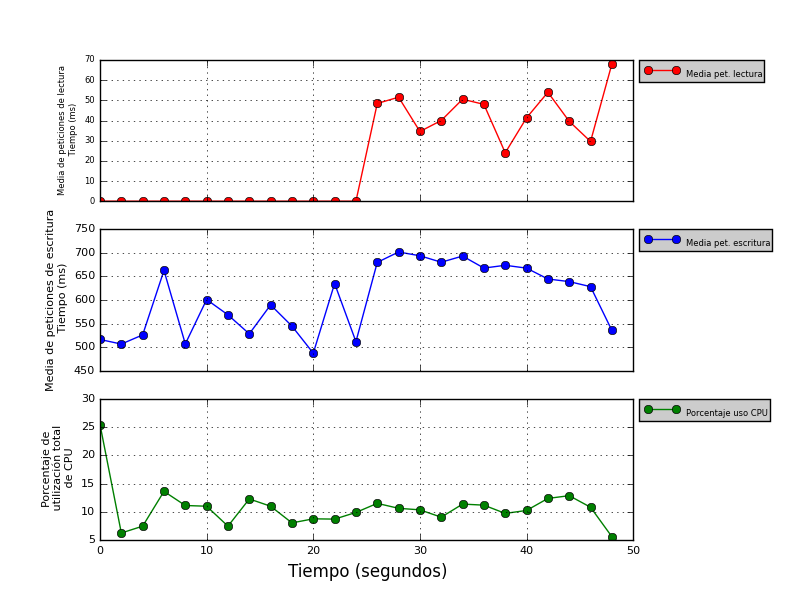 Media de peticiones de lectura
Tiempo (ms)
70
60
50
40
30
20
10
0
Media pet. lectura
Media de peticiones de escritura
Tiempo (ms)
750
700
650
600
550
500
450
Media pet. escritura
Porcentaje de
utilización total
de CPU
30
25
20
15
10
5
Porcentaje uso CPU
0 10 20 30 40 50
Tiempo (segundos)